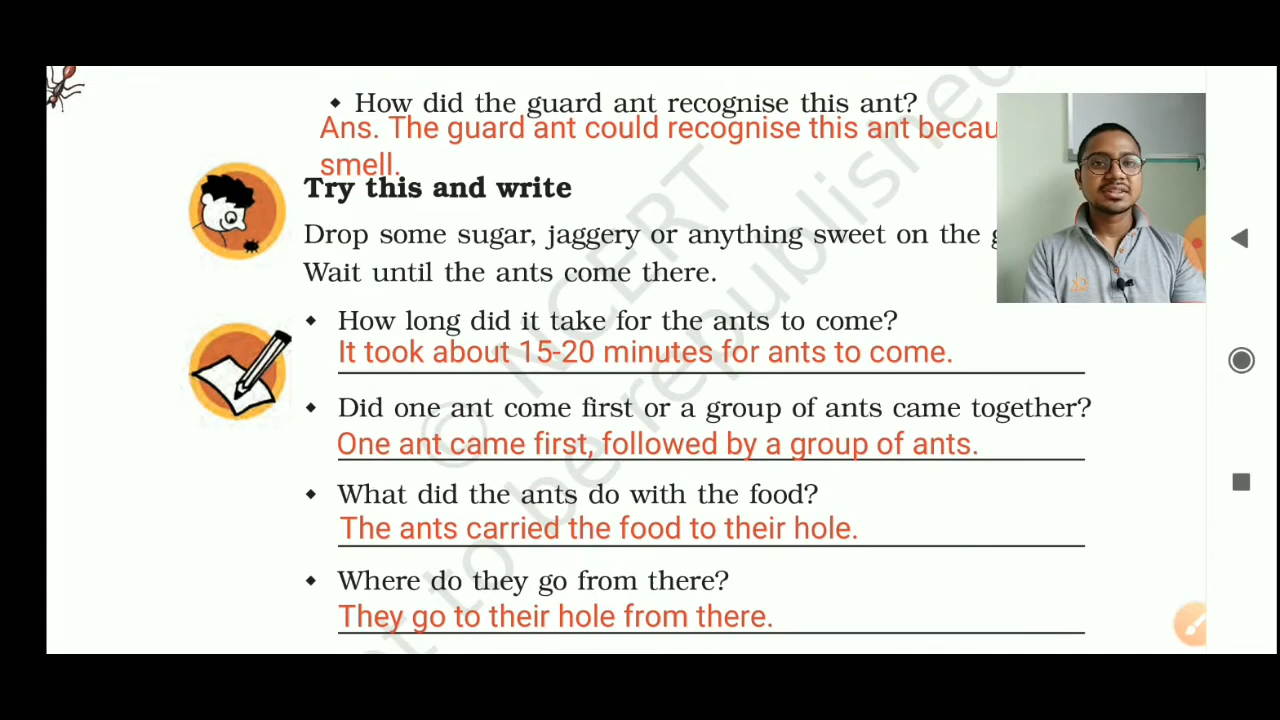 ◆ How did the guard ant recognise this ant?
Ans. The guard ant could recognise this ant
smell.
Try this and write
Drop some sugar, jaggery or anything sweet on the
Wait until the ants come there.
◆ How long did it take for the ants to come?
It took about 15-20 minutes for ants to come.
◆ Did one ant come first or a group of ants came together?
One ant came first, followed by a group of ants.
◆ What did the ants do with the food?
The ants carried the food to their hole.
◆ Where do they go from there?
They go to their hole from there.
© NCERT
to be republished